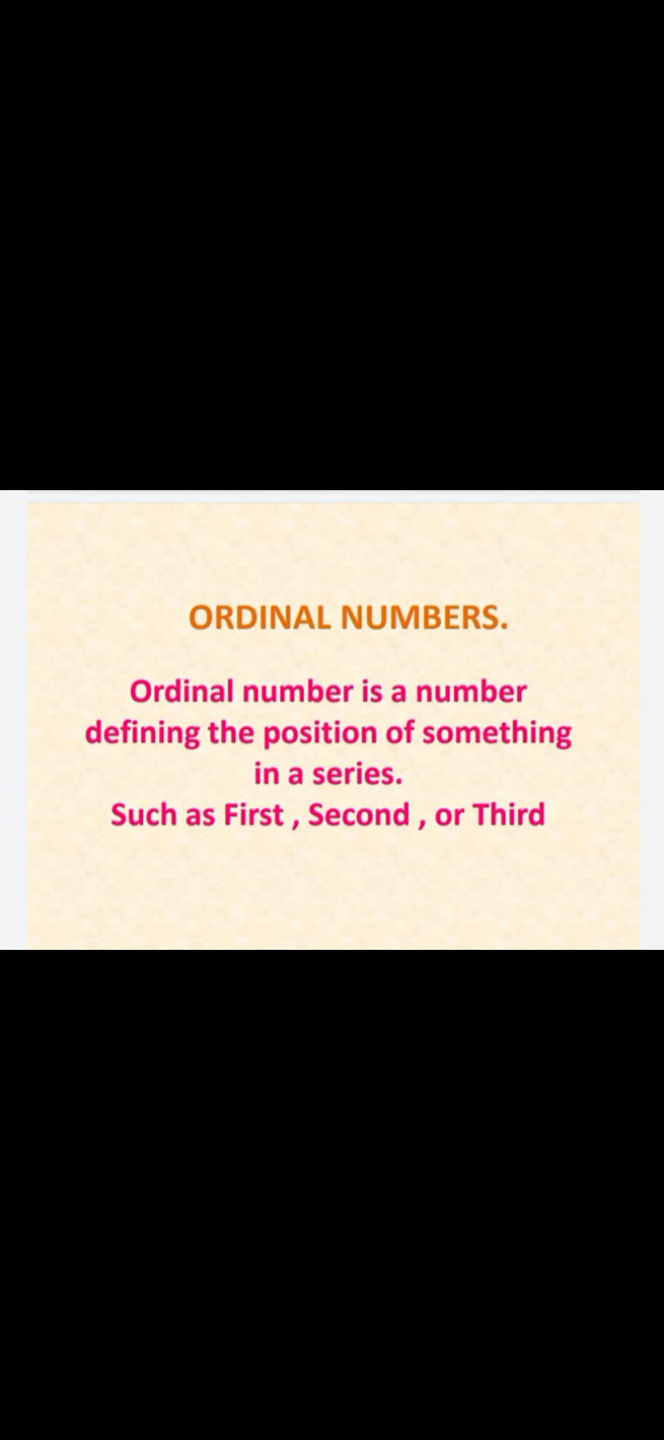 ORDINAL NUMBERS.
Ordinal number is a number
defining the position of something
in a series.
Such as First , Second , or Third